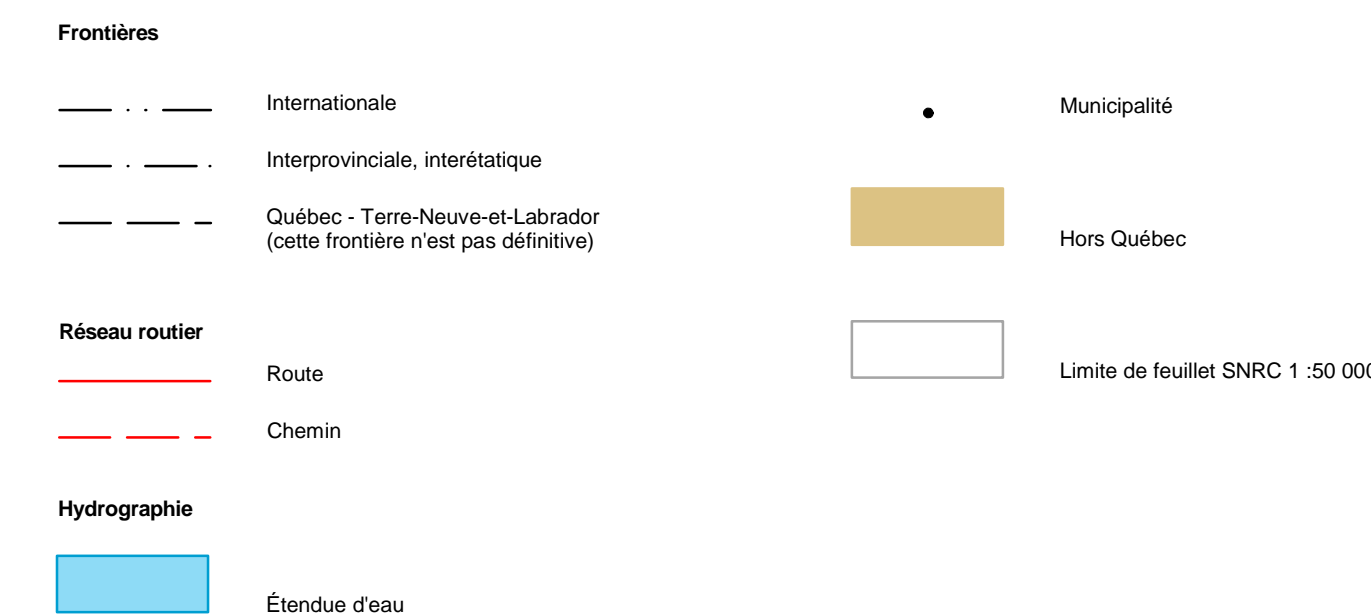 Frontières
Internationale
Interprovinciale, interétatique
Québec - Terre-Neuve-et-Labrador
(cette frontière n'est pas définitive)
Réseau routier
Route
Chemin
Hydrographie
Étendue d'eau
Municipalité
Hors Québec
Limite de feuillet SNRC 1 :50 000